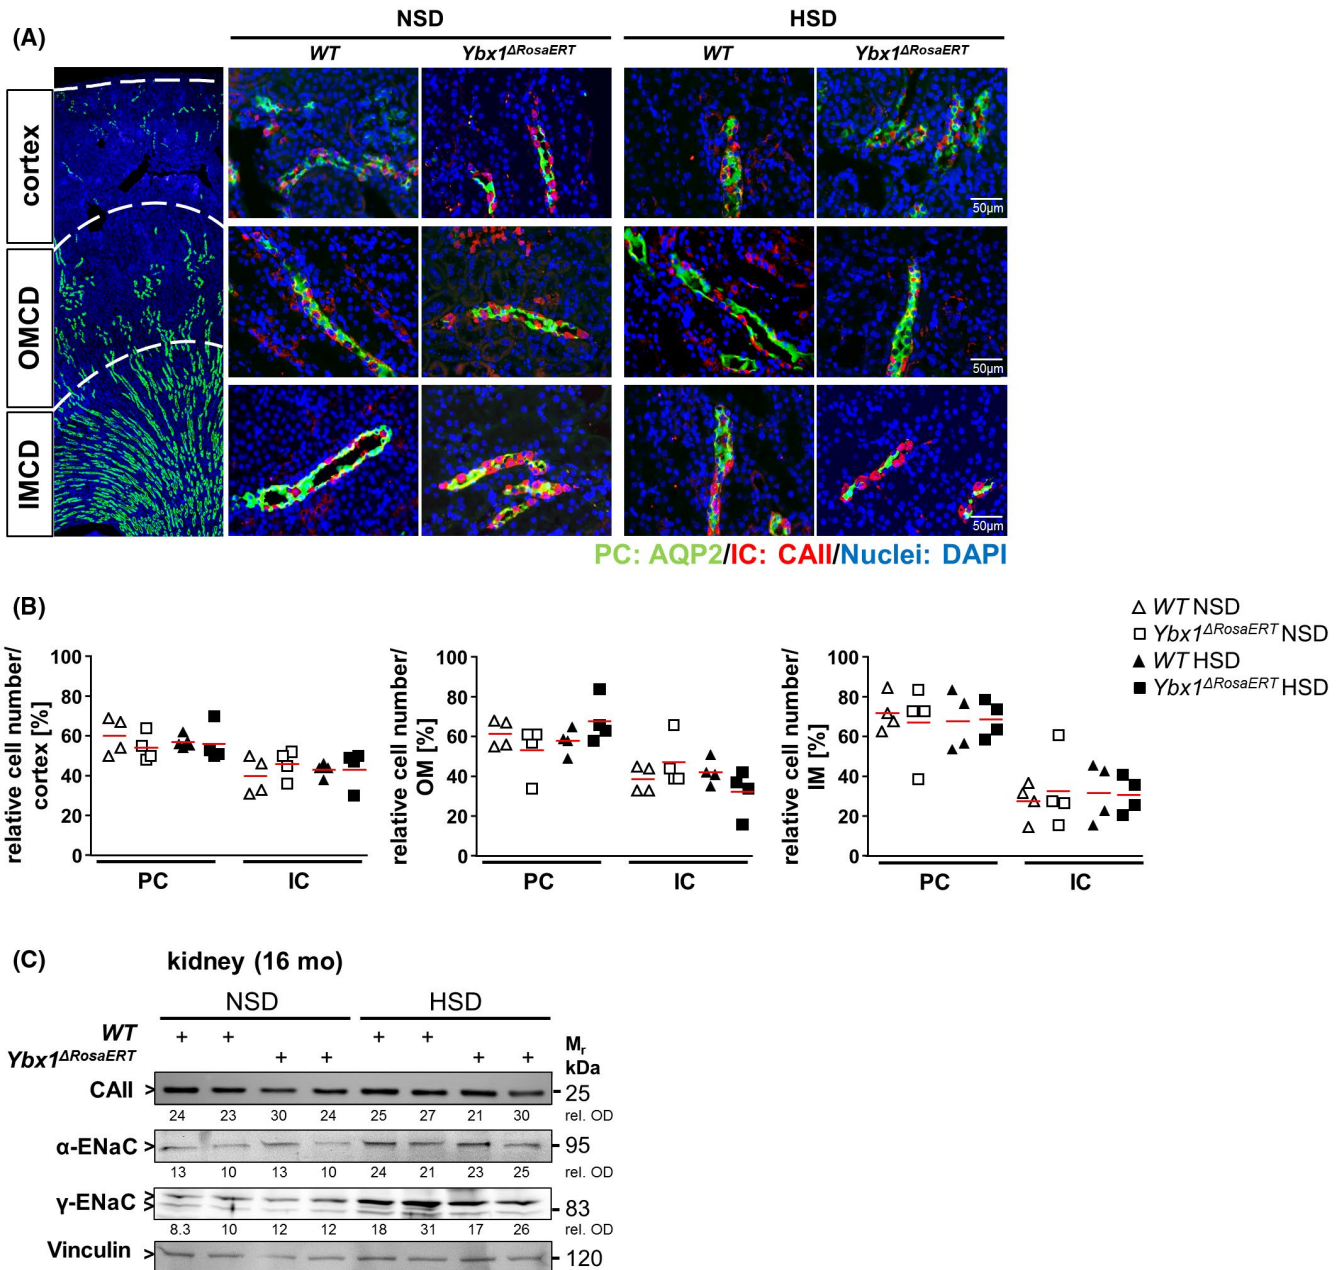 (A)
NSD HSD
WT Ybx1ΔRosaERT WT Ybx1ΔRosaERT
cortex
50µm
OMCD
50µm
IMCD
50µm
PC: AQP2/IC: CAII/Nuclei: DAPI
(B)
△ WT NSD
□ Ybx1ΔRosaERT NSD
▲ WT HSD
■ Ybx1ΔRosaERT HSD
relative cell number/
cortex [%]
100
80
60
40
20
0
PC IC
relative cell number/
OM [%]
100
80
60
40
20
0
PC IC
relative cell number/
IM [%]
100
80
60
40
20
0
PC IC
(C)
kidney (16 mo)
NSD HSD
WT + + + +
Ybx1ΔRosaERT + + + +
Mr
kDa
CAII > 25
24 23 30 24 25 27 21 30 rel. OD
α-ENaC > 95
13 10 13 10 24 21 23 25 rel. OD
γ-ENaC > 83
8.3 10 12 12 18 31 17 26 rel. OD
Vinculin > 120